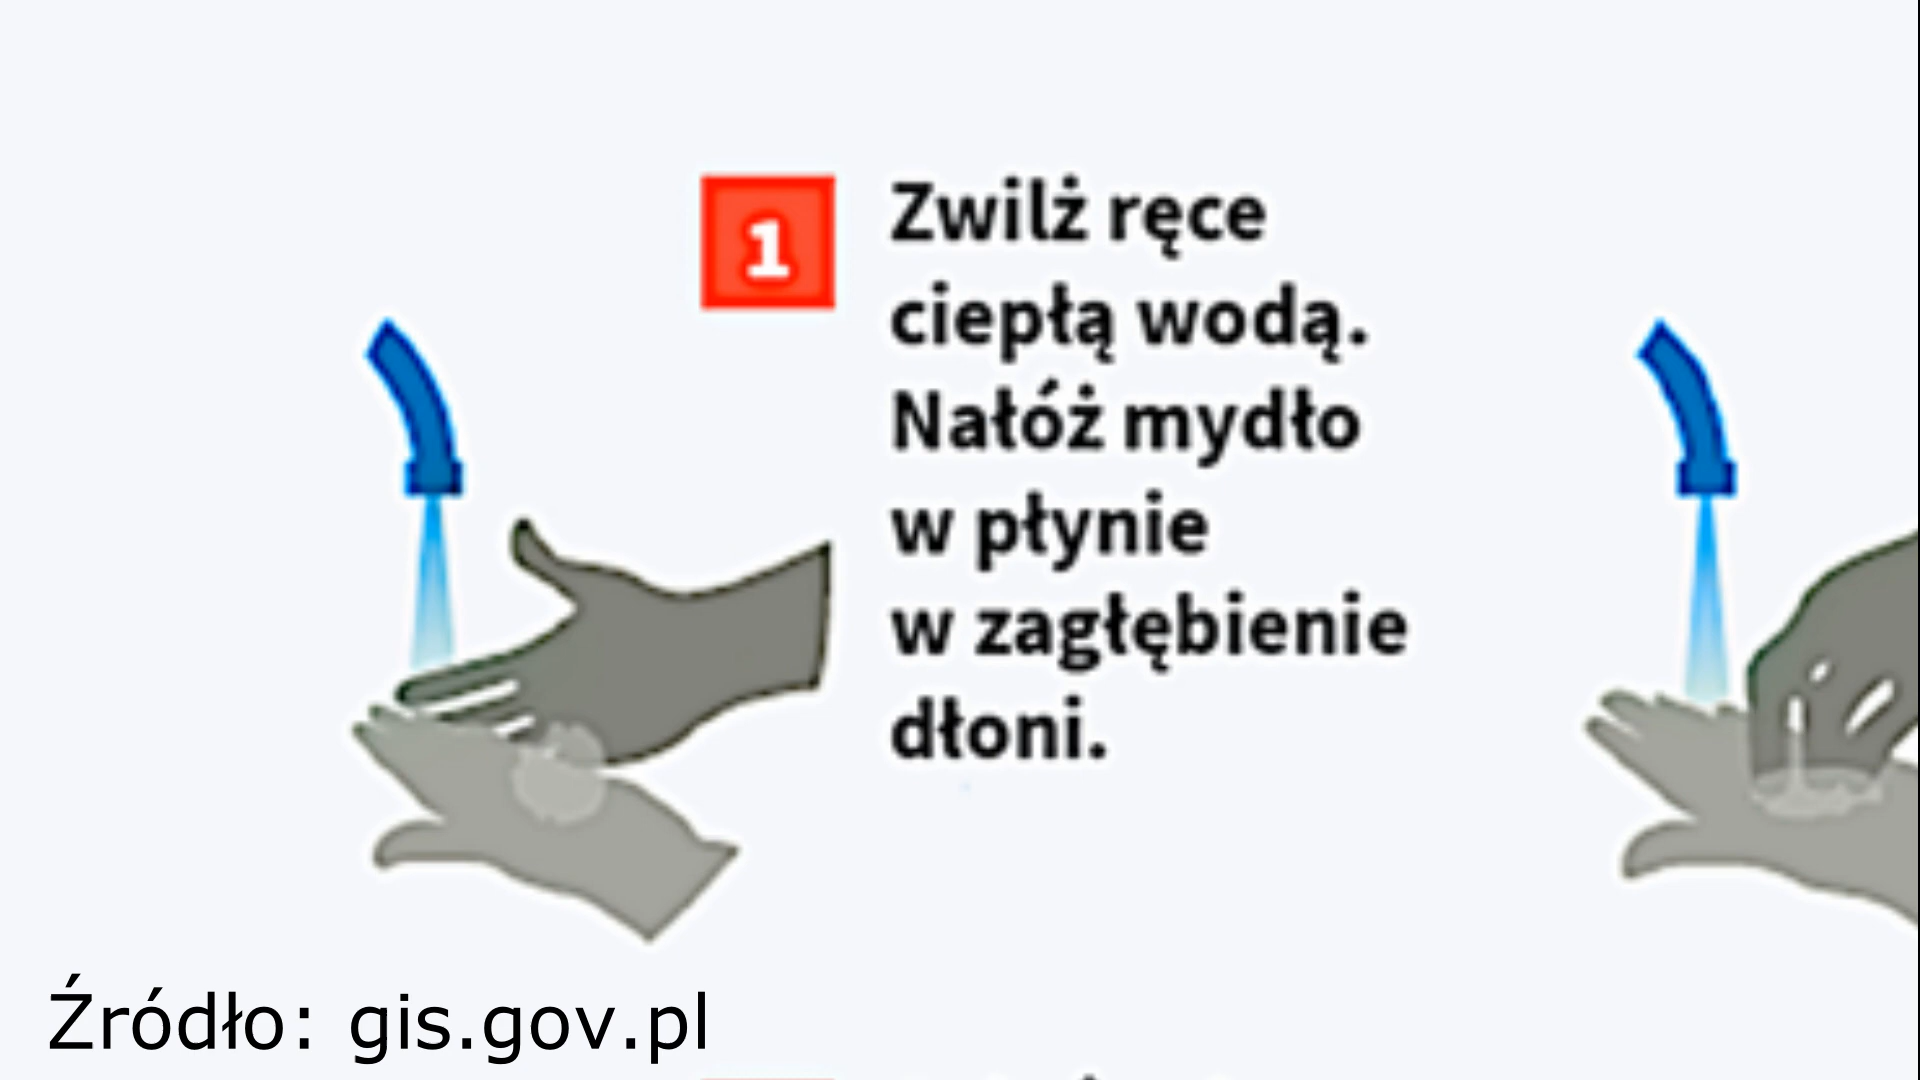 1
Zwilż ręce
ciepłą wodą.
Nałóż mydło
w płynie
w zagłębienie
dłoni.
Źródło: gis.gov.pl